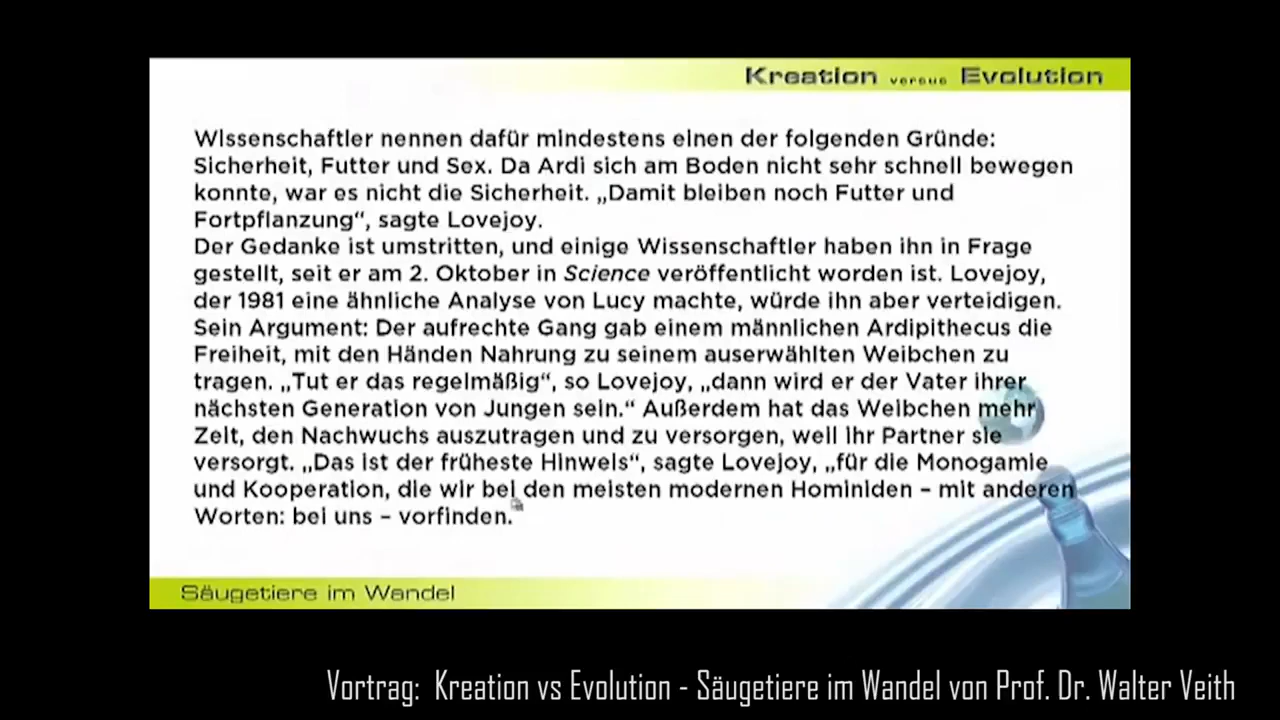 Kreation versus Evolution
Wissenschaftler nennen dafür mindestens einen der folgenden Gründe:
Sicherheit, Futter und Sex. Da Ardi sich am Boden nicht sehr schnell bewegen
konnte, war es nicht die Sicherheit. „Damit bleiben noch Futter und
Fortpflanzung“, sagte Lovejoy.
Der Gedanke ist umstritten, und einige Wissenschaftler haben ihn in Frage
gestellt, seit er am 2. Oktober in Science veröffentlicht worden ist. Lovejoy,
der 1981 eine ähnliche Analyse von Lucy machte, würde ihn aber verteidigen.
Sein Argument: Der aufrechte Gang gab einem männlichen Ardipithecus die
Freiheit, mit den Händen Nahrung zu seinem auserwählten Weibchen zu
tragen. „Tut er das regelmäßig“, so Lovejoy, „dann wird er der Vater ihrer
nächsten Generation von Jungen sein.“ Außerdem hat das Weibchen mehr
Zeit, den Nachwuchs auszutragen und zu versorgen, weil ihr Partner sie
versorgt. „Das ist der früheste Hinweis“, sagte Lovejoy, „für die Monogamie
und Kooperation, die wir bei den meisten modernen Hominiden – mit anderen
Worten: bei uns – vorfinden.“
Säugetiere im Wandel
Vortrag: Kreation vs Evolution - Säugetiere im Wandel von Prof. Dr. Walter Veith